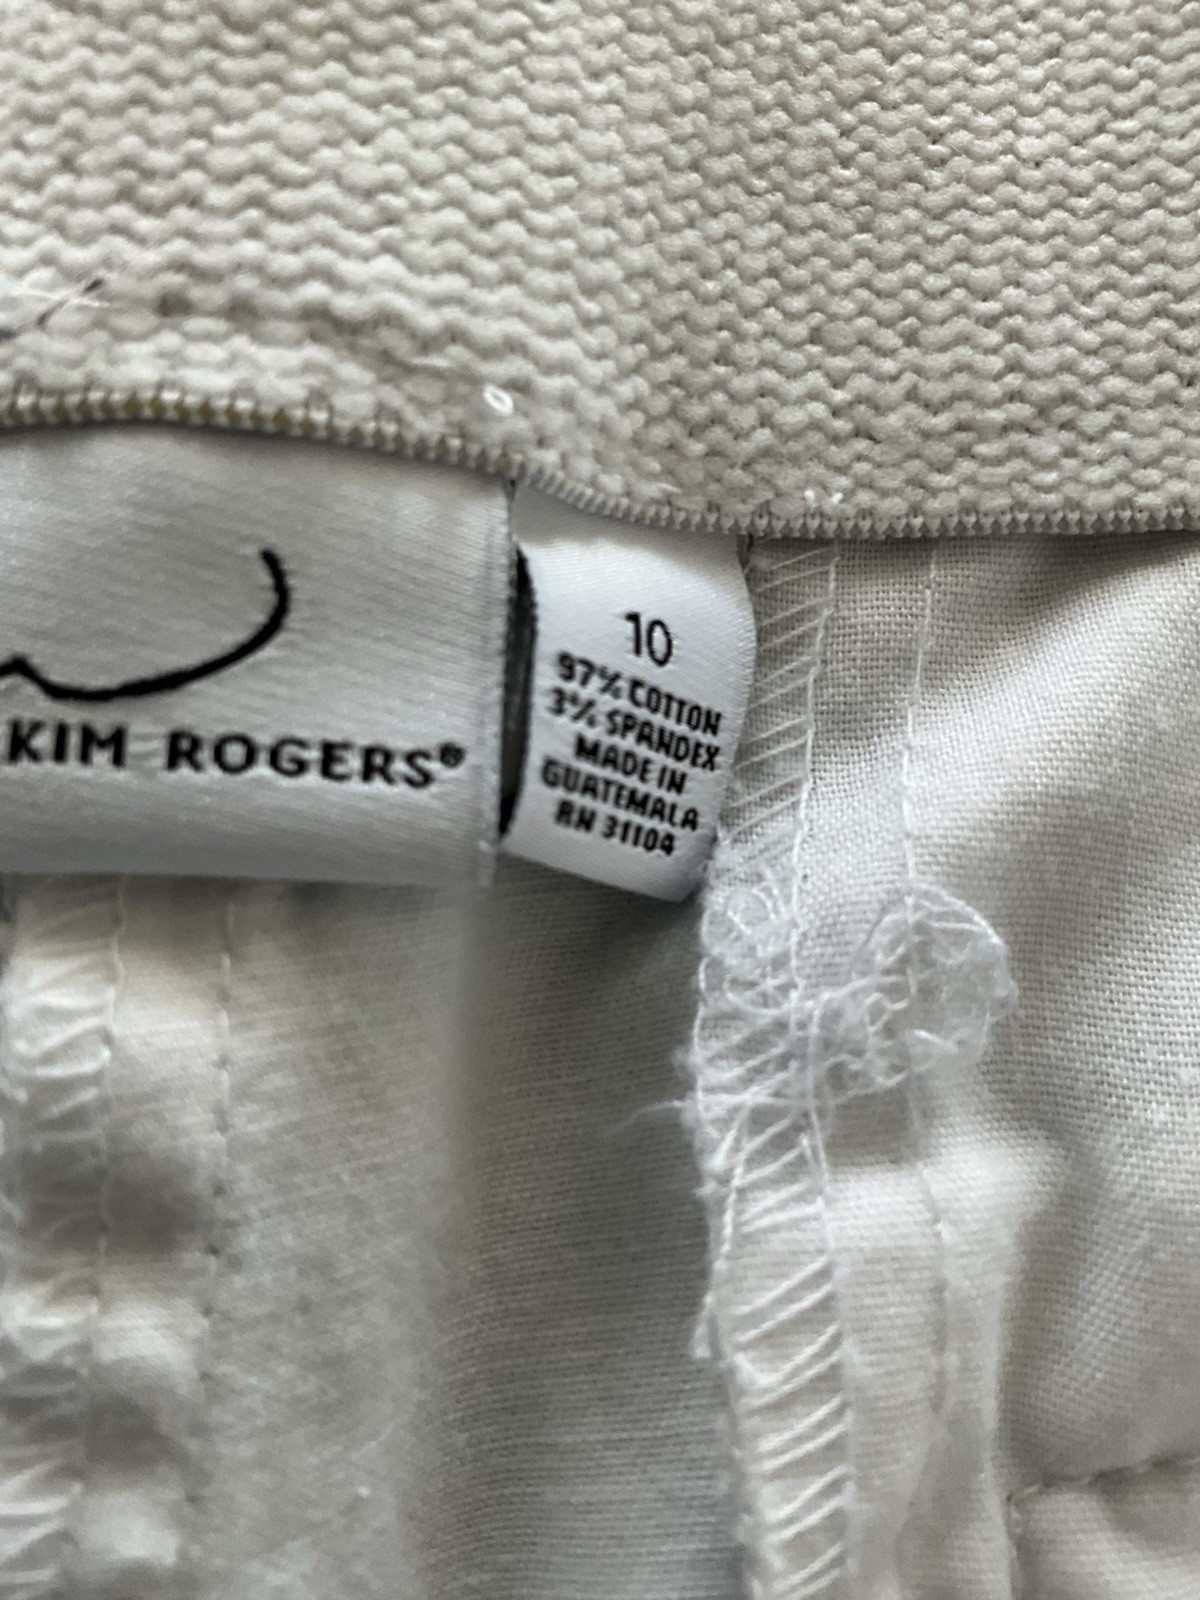 KIM ROGERS®
10
97% COTTON
3% SPANDEX
MADE IN
GUATEMALA
RN 31104